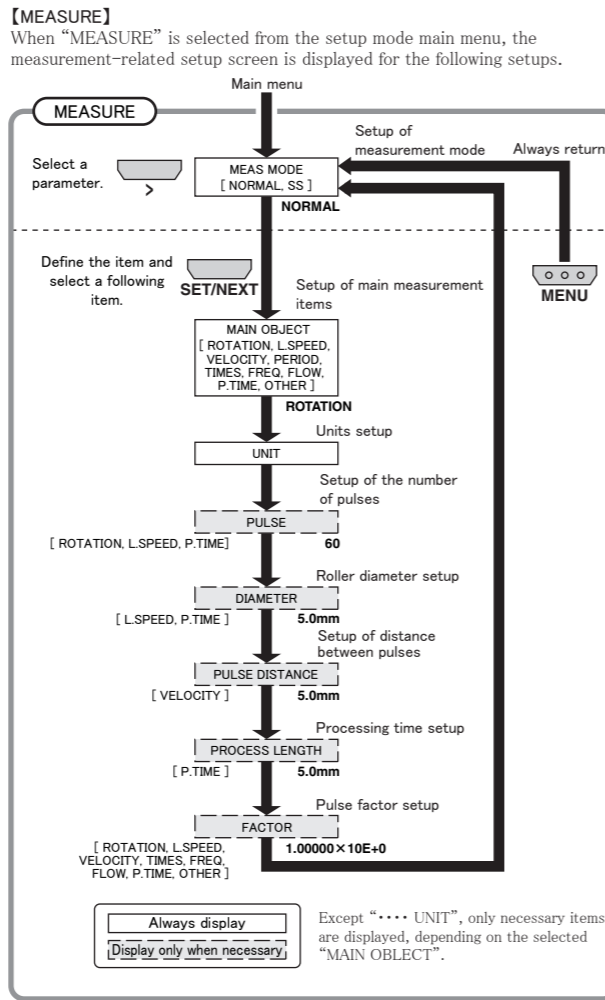 【MEASURE】
When “MEASURE” is selected from the setup mode main menu, the
measurement-related setup screen is displayed for the following setups.
Main menu
MEASURE
Setup of
measurement mode
Always return
Select a
parameter.
>
MEAS MODE
[ NORMAL, SS ]
NORMAL
Define the item and
select a following
item.
SET/NEXT
MENU
Setup of main measurement
items
MAIN OBJECT
[ ROTATION, L.SPEED,
VELOCITY, PERIOD,
TIMES, FREQ, FLOW,
P.TIME, OTHER ]
ROTATION
Units setup
UNIT
Setup of the number
of pulses
PULSE
[ ROTATION, L.SPEED, P.TIME]
60
Roller diameter setup
DIAMETER
[ L.SPEED, P.TIME ]
5.0mm
Setup of distance
between pulses
PULSE DISTANCE
[ VELOCITY ]
5.0mm
Processing time setup
PROCESS LENGTH
[ P.TIME ]
5.0mm
Pulse factor setup
FACTOR
[ ROTATION, L.SPEED,
VELOCITY, TIMES, FREQ,
FLOW, P.TIME, OTHER ]
1.00000×10E+0
Always display
Display only when necessary
Except “···· UNIT”, only necessary items
are displayed, depending on the selected
“MAIN OBLECT”.